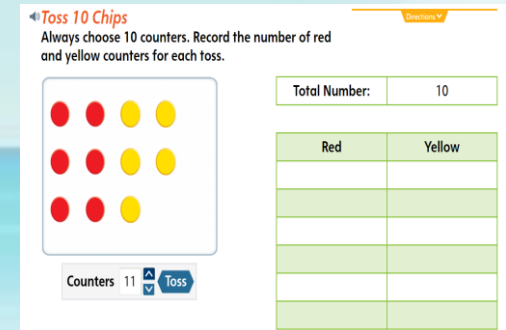 Toss 10 Chips
Directions
Always choose 10 counters. Record the number of red
and yellow counters for each toss.
Total Number: 10
Red Yellow
Counters 11 Toss